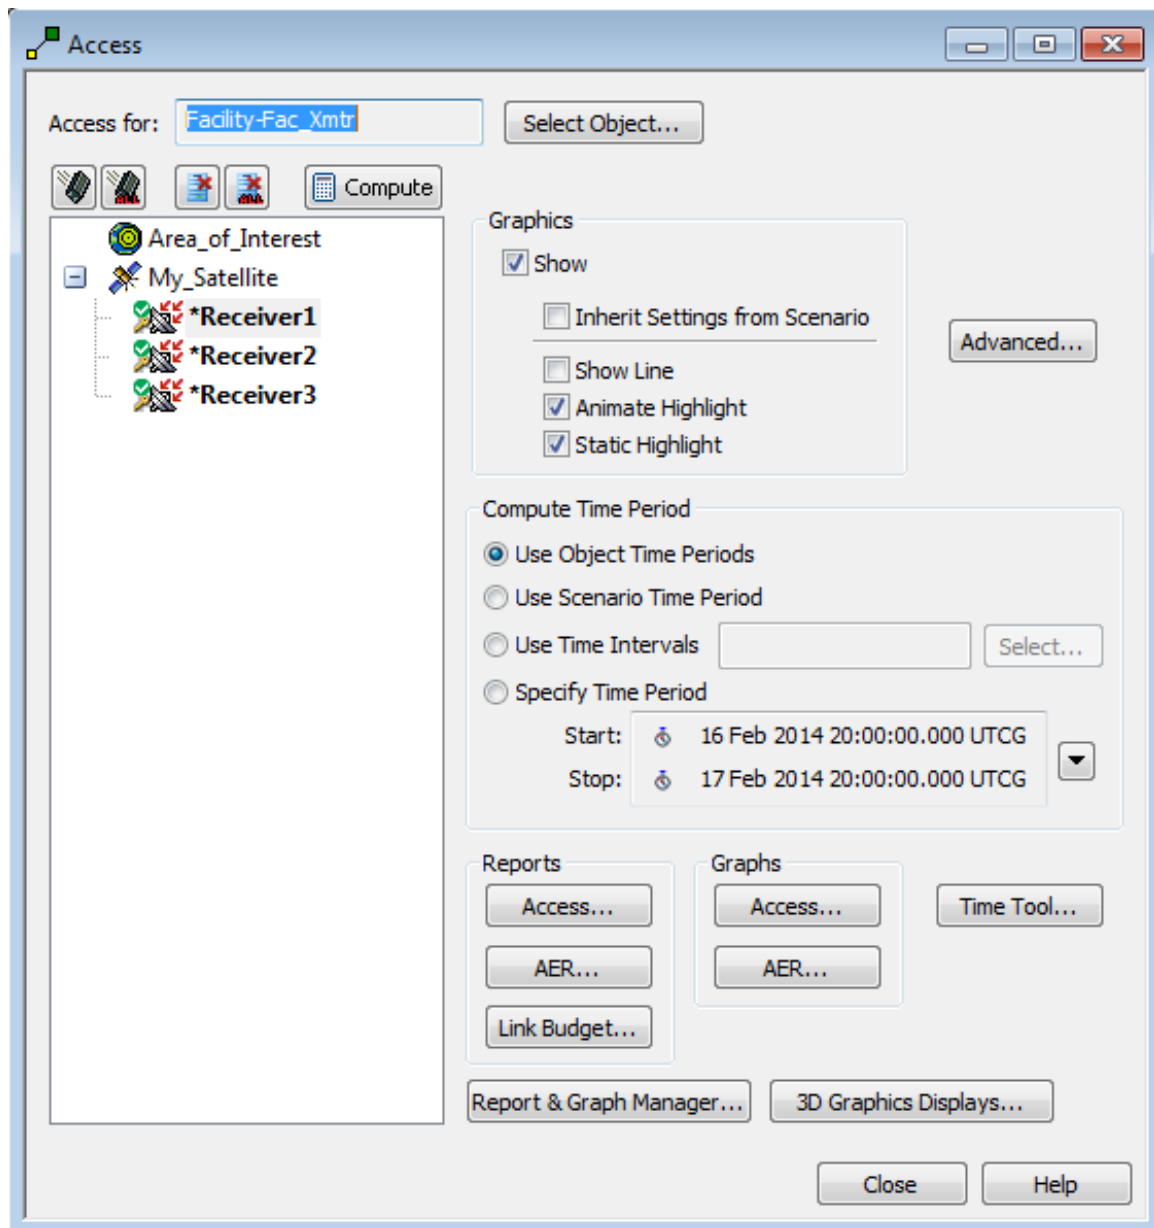 Access
Access for: Facility-Fac_Xmtr Select Object...
Compute
Area_of_Interest
My_Satellite
*Receiver1
*Receiver2
*Receiver3
Graphics
Show
Inherit Settings from Scenario
Show Line
Animate Highlight
Static Highlight
Advanced...
Compute Time Period
Use Object Time Periods
Use Scenario Time Period
Use Time Intervals Select...
Specify Time Period
Start: 16 Feb 2014 20:00:00.000 UTCG
Stop: 17 Feb 2014 20:00:00.000 UTCG
Reports
Access...
AER...
Link Budget...
Graphs
Access...
AER...
Time Tool...
Report & Graph Manager... 3D Graphics Displays...
Close Help